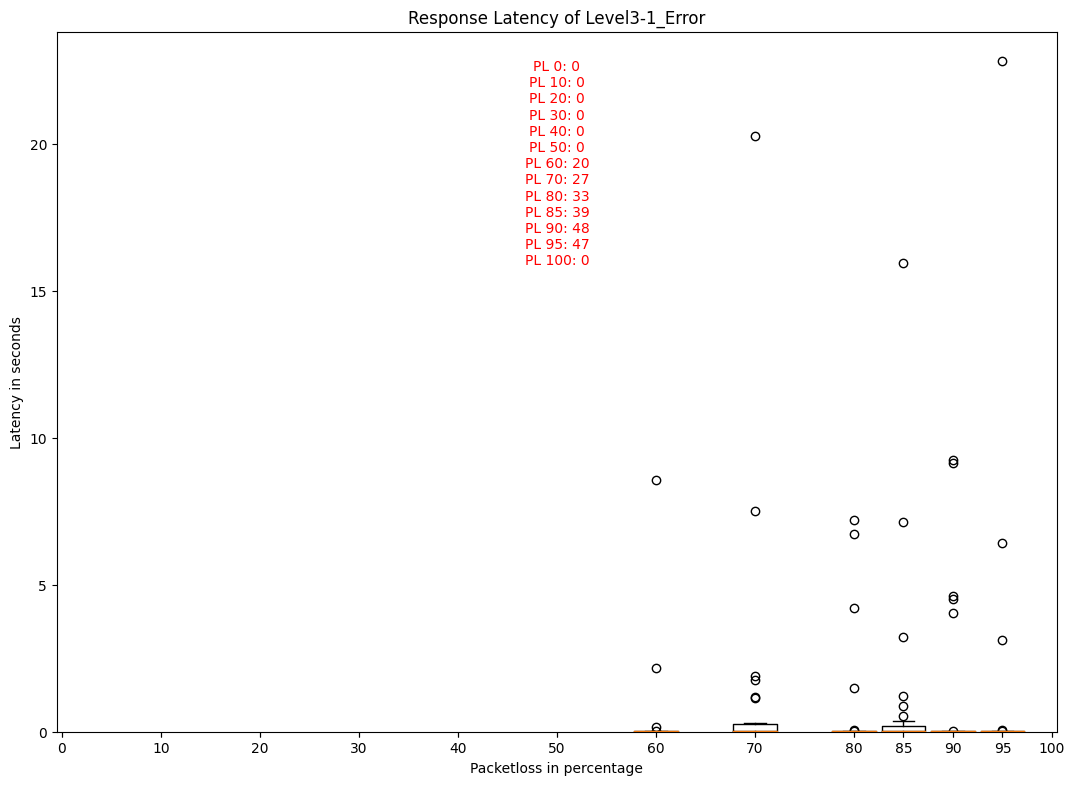 Response Latency of Level3-1_Error
PL 0: 0
PL 10: 0
PL 20: 0
PL 30: 0
PL 40: 0
PL 50: 0
PL 60: 20
PL 70: 27
PL 80: 33
PL 85: 39
PL 90: 48
PL 95: 47
PL 100: 0
Latency in seconds
20
15
10
5
0
0 10 20 30 40 50 60 70 80 85 90 95 100
Packetloss in percentage